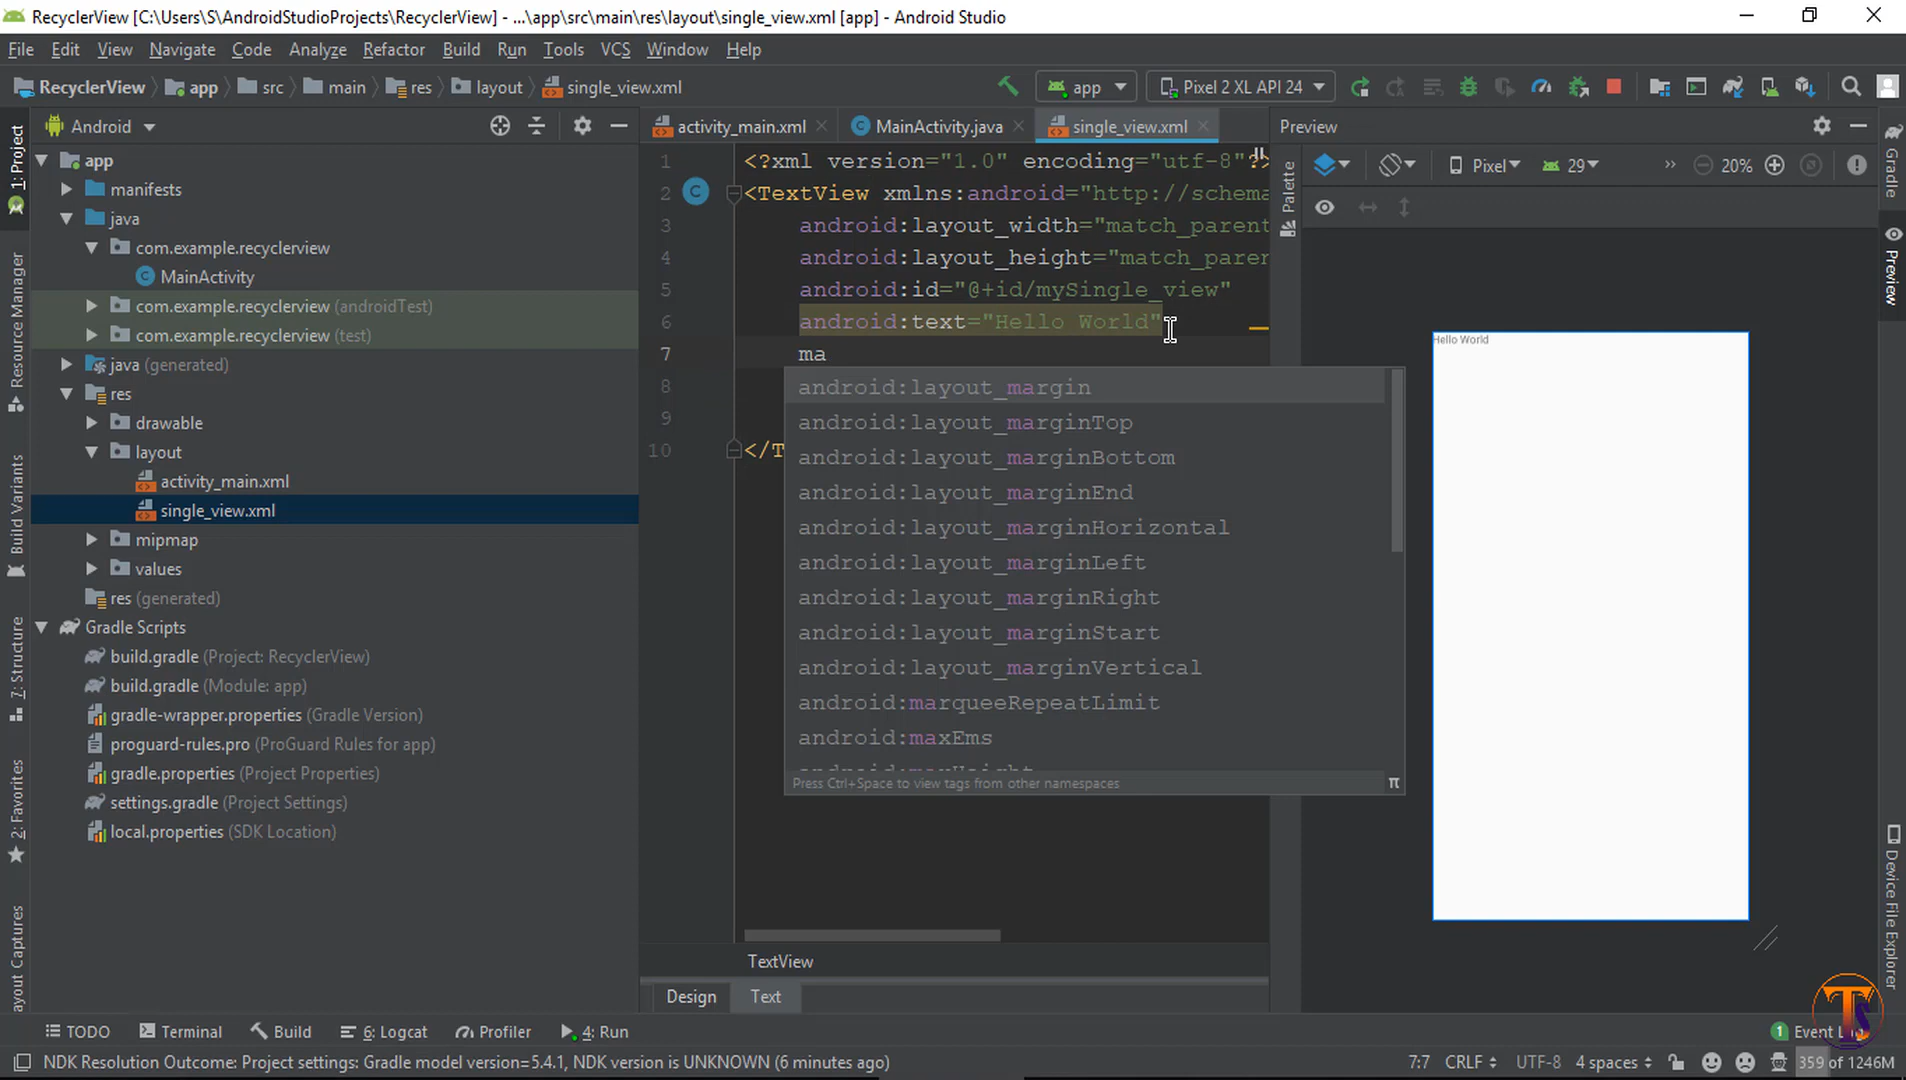 RecyclerView [C:\Users\S\AndroidStudioProjects\RecyclerView] - ...\app\src\main\res\layout\single_view.xml [app] - Android Studio
File Edit View Navigate Code Analyze Refactor Build Run Tools VCS Window Help
RecyclerView app src main res layout single_view.xml app Pixel 2 XL API 24
Android
activity_main.xml MainActivity.java single_view.xml Preview
Pixel 29 20%
1: Project
Resource Manager
Build Variants
7: Structure
2: Favorites
ayout Captures
app
manifests
java
com.example.recyclerview
MainActivity
com.example.recyclerview (androidTest)
com.example.recyclerview (test)
java (generated)
res
drawable
layout
activity_main.xml
single_view.xml
mipmap
values
res (generated)
Gradle Scripts
build.gradle (Project: RecyclerView)
build.gradle (Module: app)
gradle-wrapper.properties (Gradle Version)
proguard-rules.pro (ProGuard Rules for app)
gradle.properties (Project Properties)
settings.gradle (Project Settings)
local.properties (SDK Location)
1 <?xml version="1.0" encoding="utf-8"?>
2 <TextView xmlns:android="http://schema
3 android:layout_width="match_parent
4 android:layout_height="match_paren
5 android:id="@+id/mySingle_view"
6 android:text="Hello World"
7 ma
8
9
10 </T
android:layout_margin
android:layout_marginTop
android:layout_marginBottom
android:layout_marginEnd
android:layout_marginHorizontal
android:layout_marginLeft
android:layout_marginRight
android:layout_marginStart
android:layout_marginVertical
android:marqueeRepeatLimit
android:maxEms
android:maxHeight
Press Ctrl+Space to view tags from other namespaces π
TextView
Design Text
Palette
Hello World
Gradle
Preview
Device File Explorer
TODO Terminal Build 6: Logcat Profiler 4: Run 1 Event L
TS
NDK Resolution Outcome: Project settings: Gradle model version=5.4.1, NDK version is UNKNOWN (6 minutes ago) 7:7 CRLF UTF-8 4 spaces 359 of 1246M